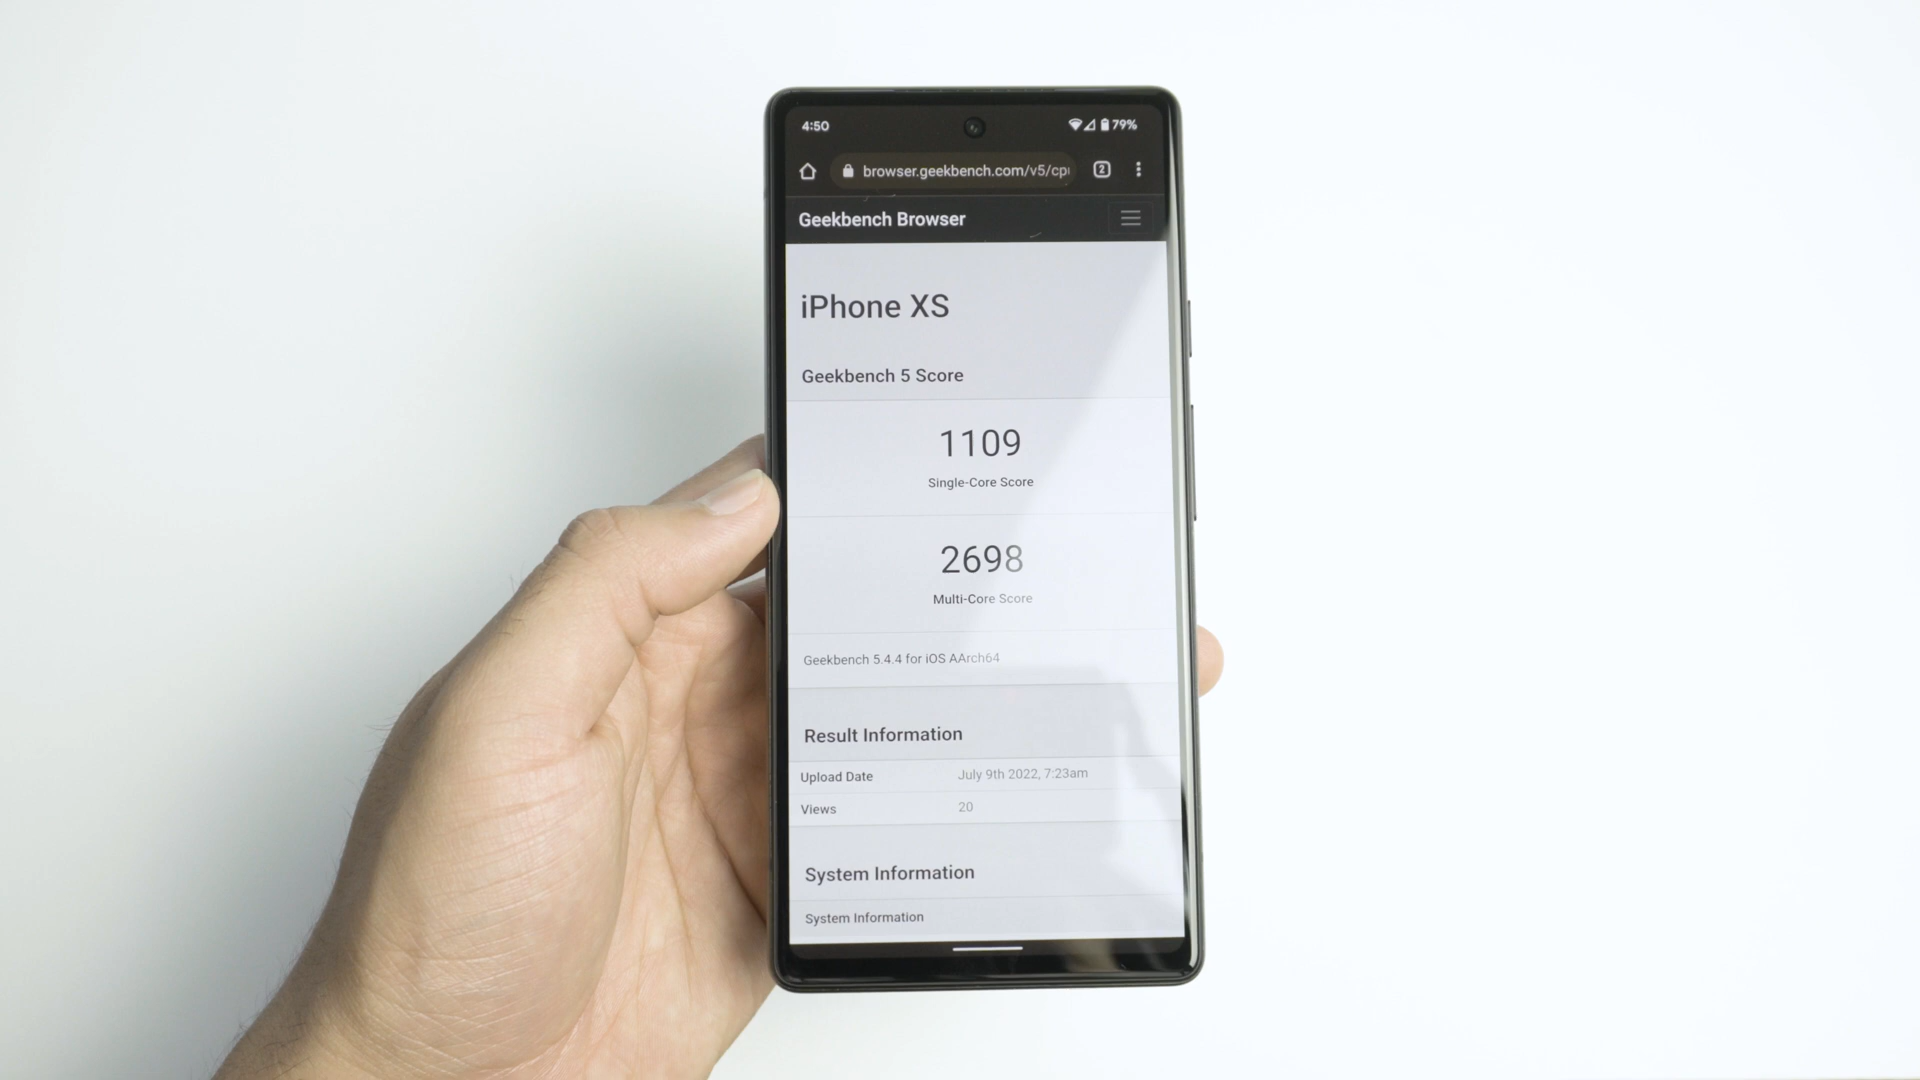 4:50
79%
browser.geekbench.com/v5/cp
2
Geekbench Browser
iPhone XS
Geekbench 5 Score
1109
Single-Core Score
2698
Multi-Core Score
Geekbench 5.4.4 for iOS AArch64
Result Information
Upload Date July 9th 2022, 7:23am
Views 20
System Information
System Information